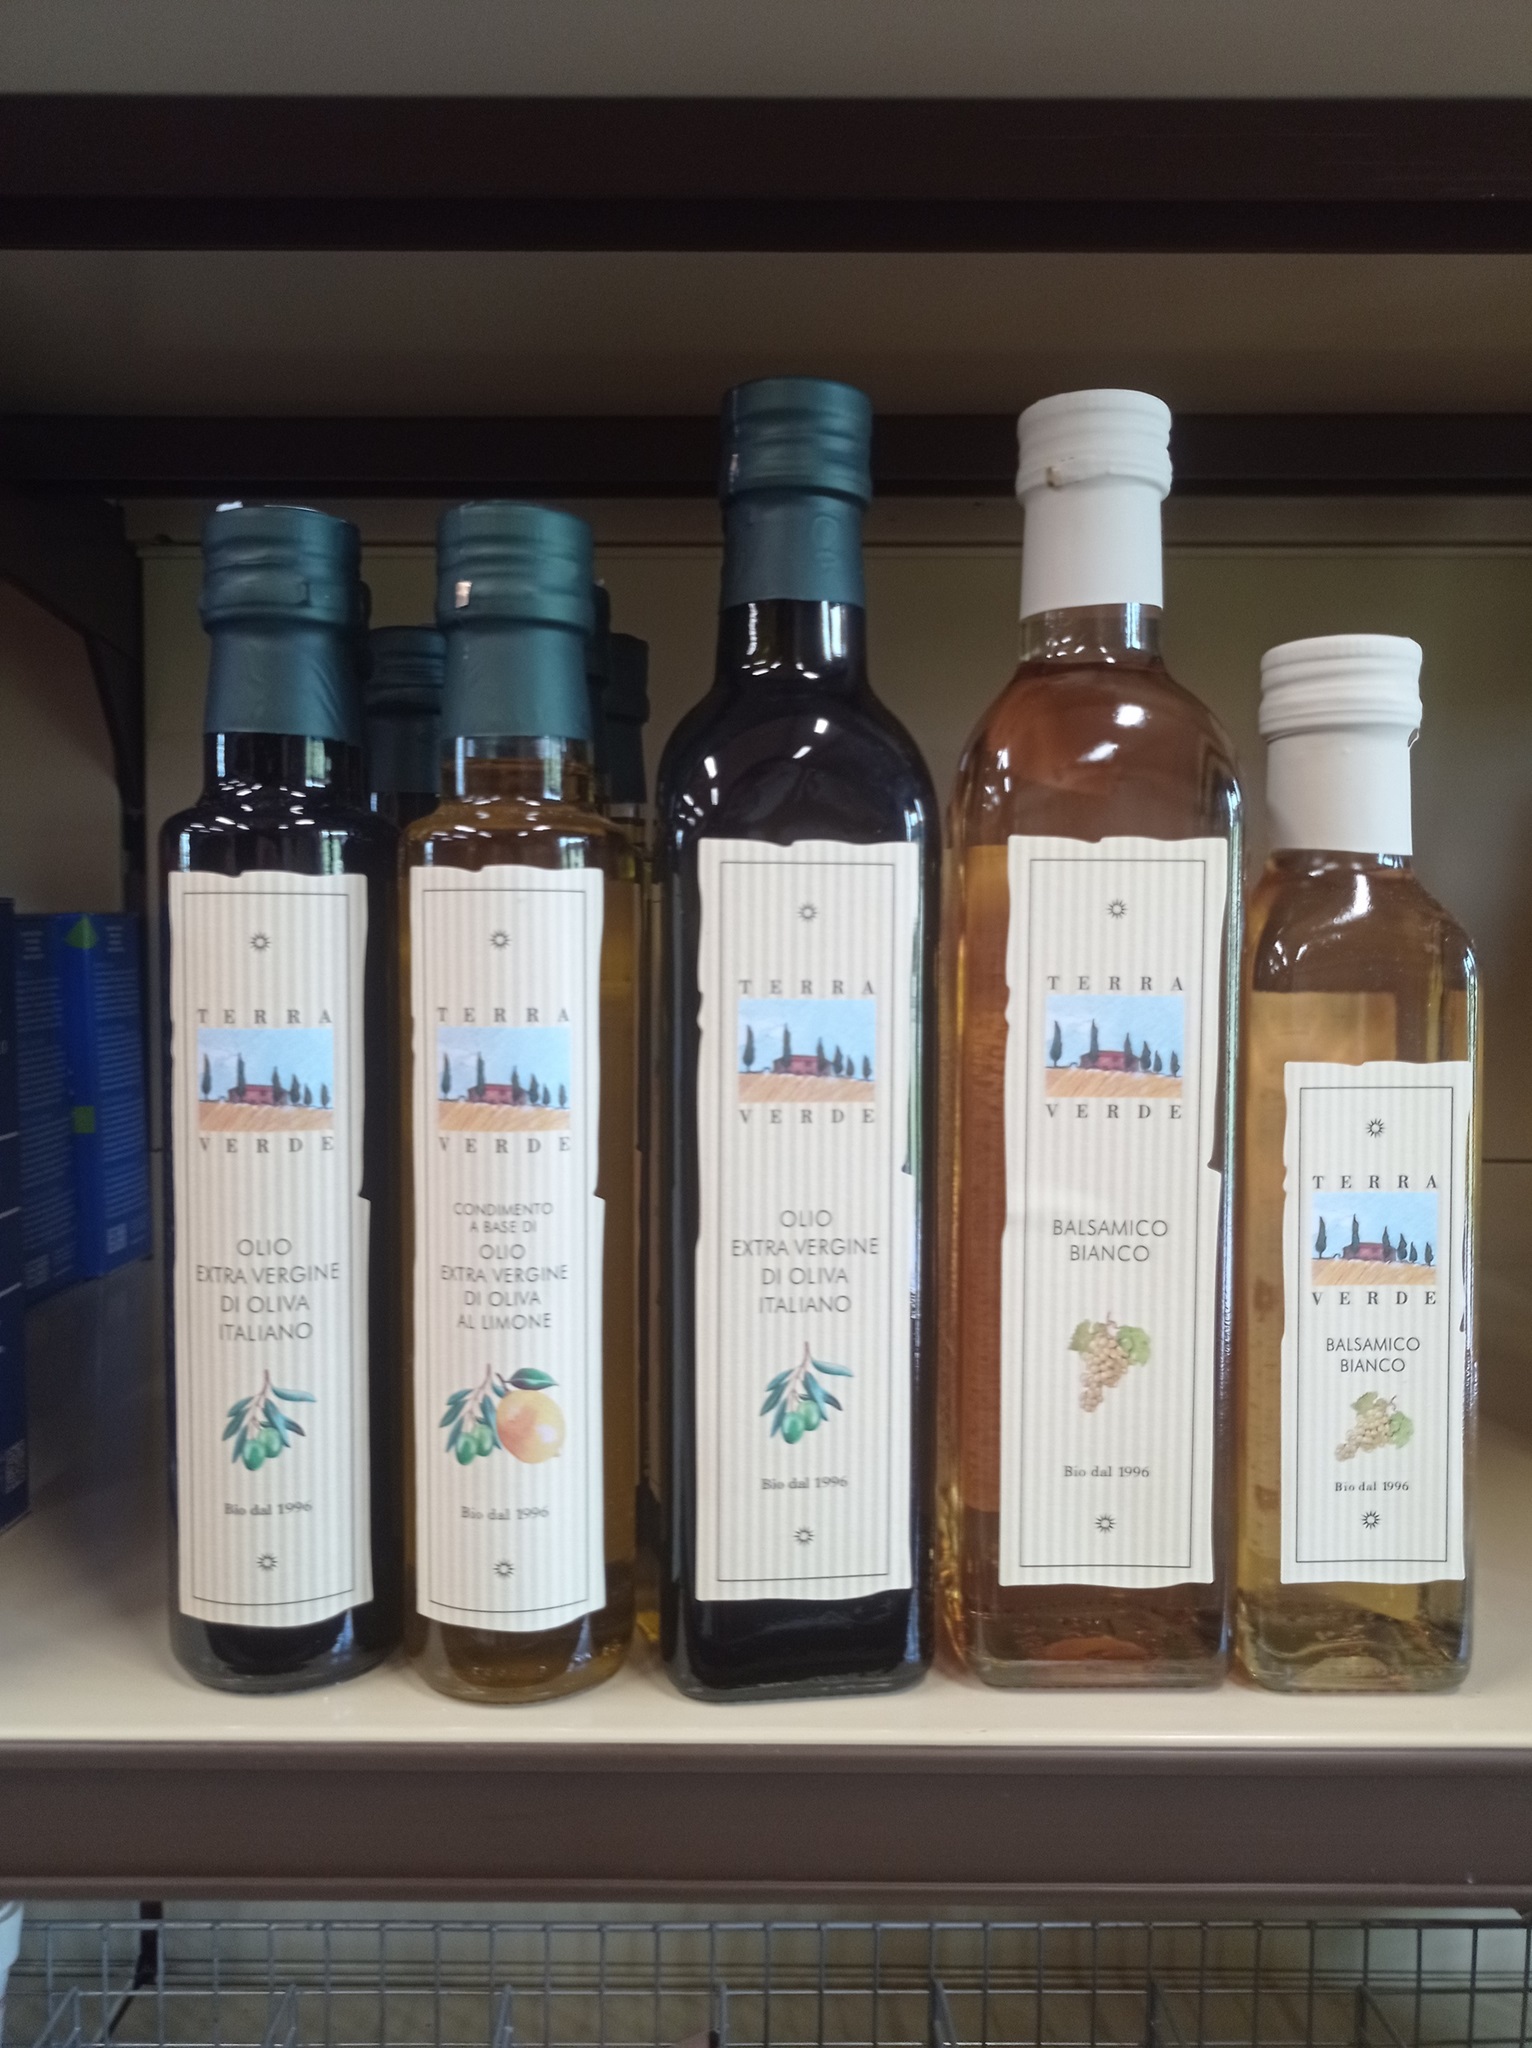 TERRA
VERDE
OLIO
EXTRA VERGINE
DI OLIVA
ITALIANO
Bio dal 1996
TERRA
VERDE
CONDIMENTO
A BASE DI
OLIO
EXTRA VERGINE
DI OLIVA
AL LIMONE
Bio dal 1996
TERRA
VERDE
OLIO
EXTRA VERGINE
DI OLIVA
ITALIANO
Bio dal 1996
TERRA
VERDE
BALSAMICO
BIANCO
Bio dal 1996
TERRA
VERDE
BALSAMICO
BIANCO
Bio dal 1996